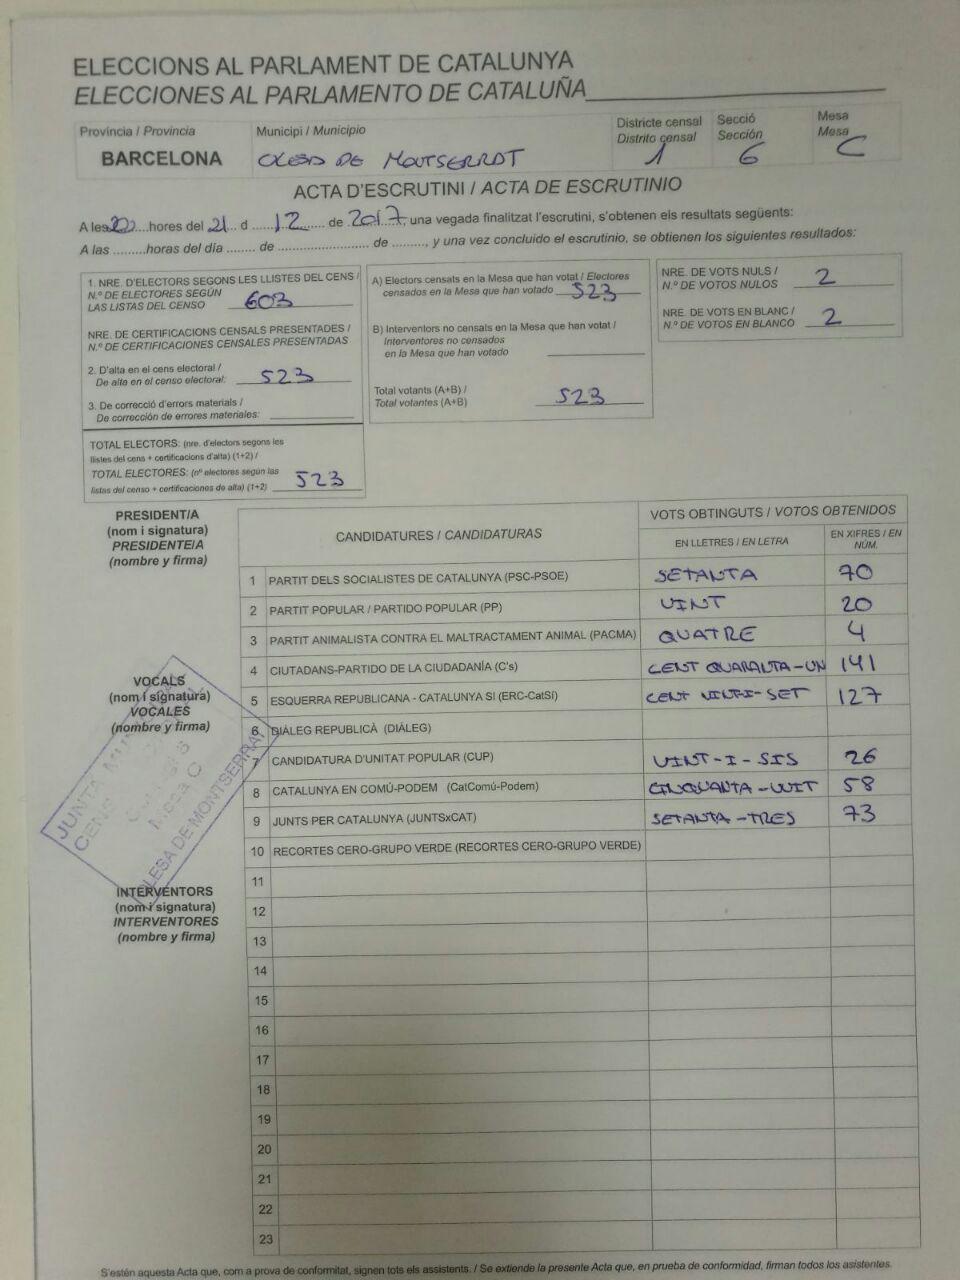 ELECCIONS AL PARLAMENT DE CATALUNYA
ELECCIONES AL PARLAMENTO DE CATALUÑA
Província / Provincia
BARCELONA
Municipi / Municipio
OLESA DE MONTSERRAT
Districte censal
Distrito censal
1
Secció
Sección
6
Mesa
Mesa
C
ACTA D'ESCRUTINI / ACTA DE ESCRUTINIO
A les 20 hores del 21 d 12 de 2017, una vegada finalitzat l'escrutini, s'obtenen els resultats següents:
A las .........horas del día ........ de ........................ de ........., y una vez concluido el escrutinio, se obtienen los siguientes resultados:
1. NRE. D'ELECTORS SEGONS LES LLISTES DEL CENS /
N.º DE ELECTORES SEGÚN
LAS LISTAS DEL CENSO 603
NRE. DE CERTIFICACIONS CENSALS PRESENTADES /
N.º DE CERTIFICACIONES CENSALES PRESENTADAS
2. D'alta en el cens electoral /
De alta en el censo electoral: 523
3. De correcció d'errors materials /
De corrección de errores materiales:
TOTAL ELECTORS: (nre. d'electors segons les
llistes del cens + certificacions d'alta) (1+2) /
TOTAL ELECTORES: (nº electores según las
listas del censo + certificaciones de alta) (1+2) 523
A) Electors censats en la Mesa que han votat / Electores
censados en la Mesa que han votado 523
B) Interventors no censats en la Mesa que han votat /
Interventores no censados
en la Mesa que han votado
Total votants (A+B) /
Total votantes (A+B) 523
NRE. DE VOTS NULS /
N.º DE VOTOS NULOS 2
NRE. DE VOTS EN BLANC /
N.º DE VOTOS EN BLANCO 2
PRESIDENT/A
(nom i signatura)
PRESIDENTE/A
(nombre y firma)
VOCALS
(nom i signatura)
VOCALES
(nombre y firma)
JUNTA
CENS
Mesa C
OLESA DE MONTSERRAT
INTERVENTORS
(nom i signatura)
INTERVENTORES
(nombre y firma)
CANDIDATURES / CANDIDATURAS
VOTS OBTINGUTS / VOTOS OBTENIDOS
EN LLETRES / EN LETRA
EN XIFRES / EN NÚM.
1 PARTIT DELS SOCIALISTES DE CATALUNYA (PSC-PSOE) SETANTA 70
2 PARTIT POPULAR / PARTIDO POPULAR (PP) VINT 20
3 PARTIT ANIMALISTA CONTRA EL MALTRACTAMENT ANIMAL (PACMA) QUATRE 4
4 CIUTADANS-PARTIDO DE LA CIUDADANÍA (C's) CENT QUARANTA-UN 141
5 ESQUERRA REPUBLICANA - CATALUNYA SI (ERC-CatSí) CENT VINT-I-SET 127
6 DIÀLEG REPUBLICÀ (DIÀLEG)
7 CANDIDATURA D'UNITAT POPULAR (CUP) VINT-I-SIS 26
8 CATALUNYA EN COMÚ-PODEM (CatComú-Podem) CINQUANTA-VUIT 58
9 JUNTS PER CATALUNYA (JUNTSxCAT) SETANTA-TRES 73
10 RECORTES CERO-GRUPO VERDE (RECORTES CERO-GRUPO VERDE)
11
12
13
14
15
16
17
18
19
20
21
22
23
S'estén aquesta Acta que, com a prova de conformitat, signen tots els assistents. / Se extiende la presente Acta que, en prueba de conformidad, firman todos los asistentes.